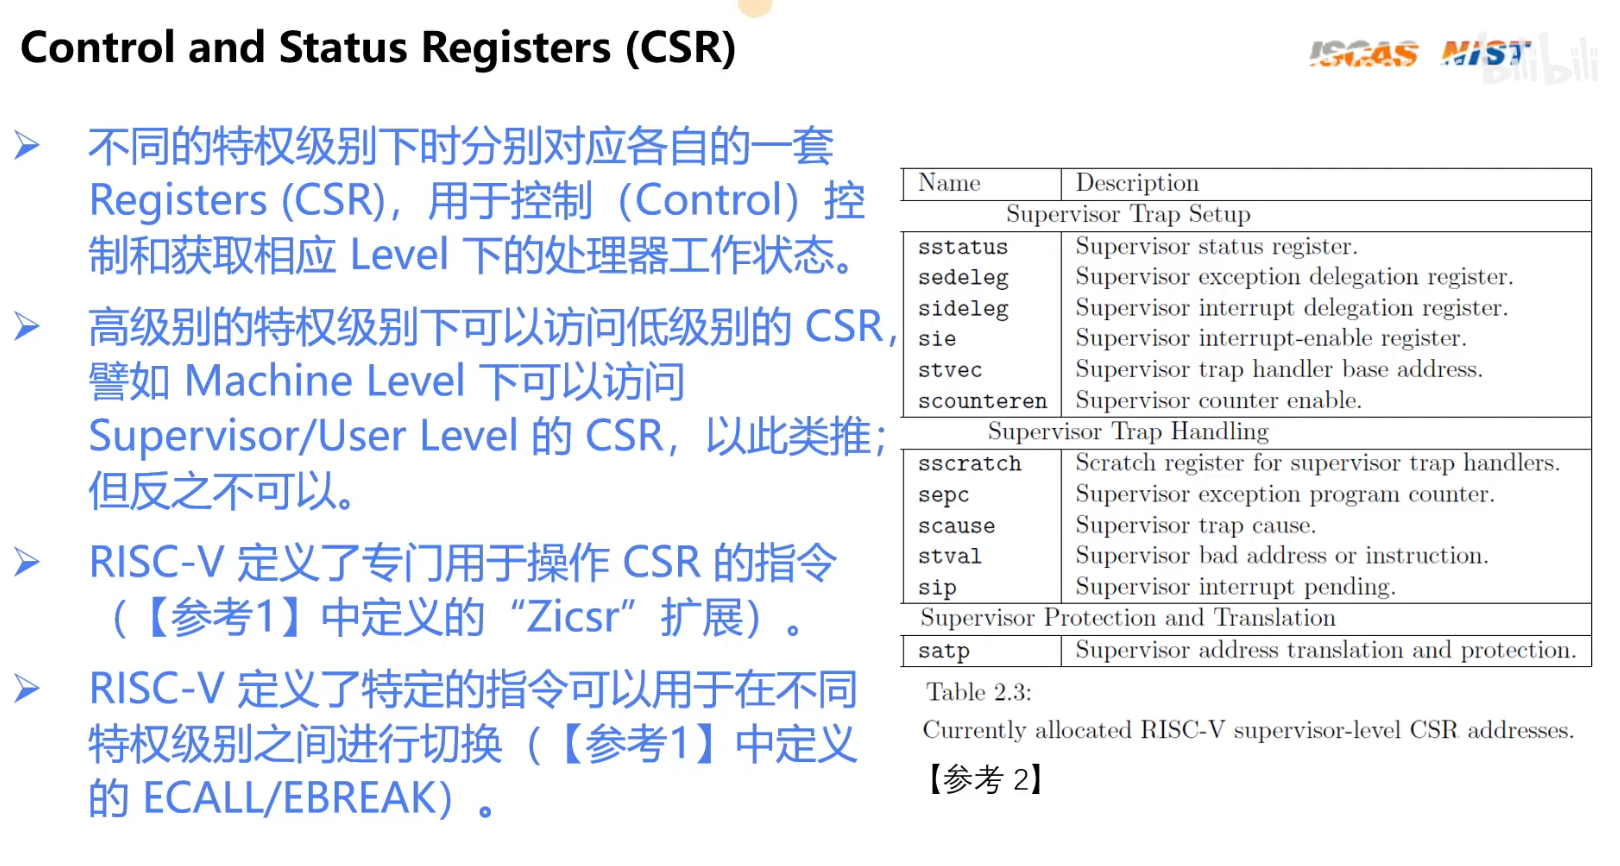 Control and Status Registers (CSR)
ISCAS MIST
bilibili
不同的特权级别下时分别对应各自的一套
Registers (CSR)，用于控制（Control）控
制和获取相应 Level 下的处理器工作状态。
高级别的特权级别下可以访问低级别的 CSR，
譬如 Machine Level 下可以访问
Supervisor/User Level 的 CSR，以此类推；
但反之不可以。
RISC-V 定义了专门用于操作 CSR 的指令
（【参考1】中定义的“Zicsr”扩展）。
RISC-V 定义了特定的指令可以用于在不同
特权级别之间进行切换（【参考1】中定义
的 ECALL/EBREAK）。
Name Description
Supervisor Trap Setup
sstatus Supervisor status register.
sedeleg Supervisor exception delegation register.
sideleg Supervisor interrupt delegation register.
sie Supervisor interrupt-enable register.
stvec Supervisor trap handler base address.
scounteren Supervisor counter enable.
Supervisor Trap Handling
sscratch Scratch register for supervisor trap handlers.
sepc Supervisor exception program counter.
scause Supervisor trap cause.
stval Supervisor bad address or instruction.
sip Supervisor interrupt pending.
Supervisor Protection and Translation
satp Supervisor address translation and protection.
Table 2.3:
Currently allocated RISC-V supervisor-level CSR addresses.
【参考 2】